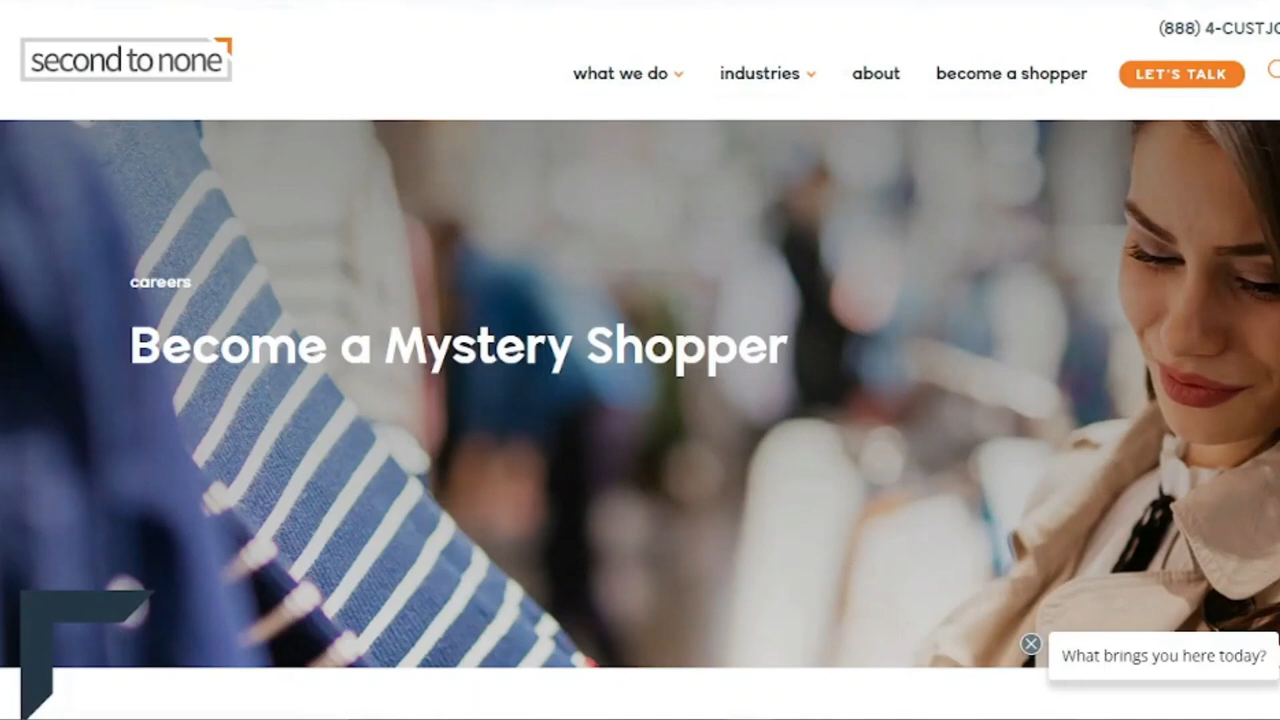 (888) 4-CUSTJO
second to none
what we do
industries
about
become a shopper
LET'S TALK
careers
Become a Mystery Shopper
What brings you here today?